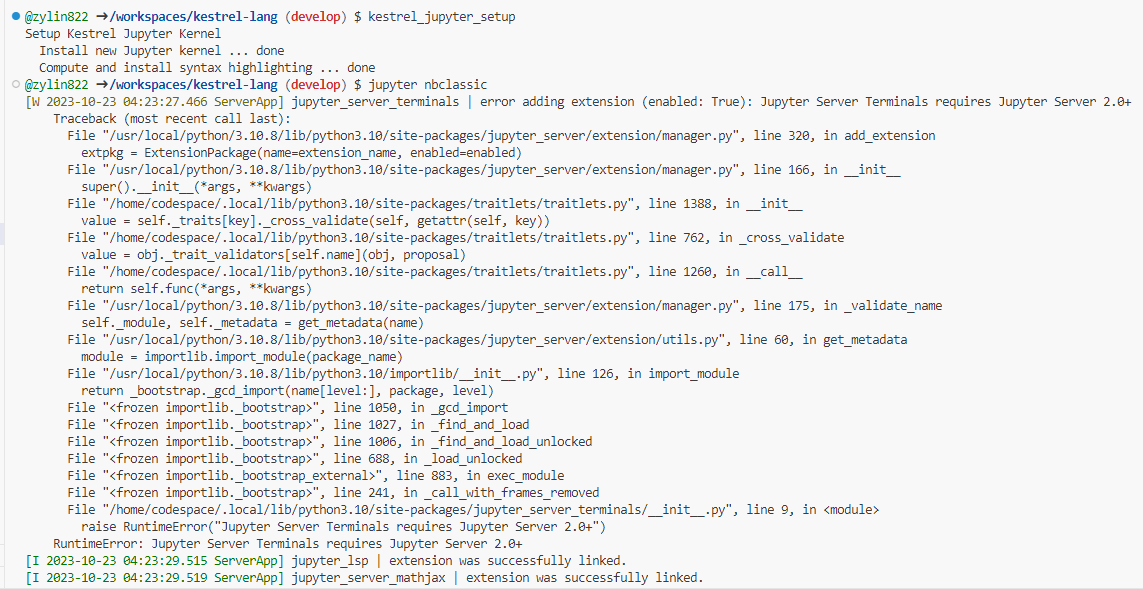 @zylin822 ➜/workspaces/kestrel-lang (develop) $ kestrel_jupyter_setup
Setup Kestrel Jupyter Kernel
  Install new Jupyter kernel ... done
  Compute and install syntax highlighting ... done
@zylin822 ➜/workspaces/kestrel-lang (develop) $ jupyter nbclassic
[W 2023-10-23 04:23:27.466 ServerApp] jupyter_server_terminals | error adding extension (enabled: True): Jupyter Server Terminals requires Jupyter Server 2.0+
    Traceback (most recent call last):
      File "/usr/local/python/3.10.8/lib/python3.10/site-packages/jupyter_server/extension/manager.py", line 320, in add_extension
        extpkg = ExtensionPackage(name=extension_name, enabled=enabled)
      File "/usr/local/python/3.10.8/lib/python3.10/site-packages/jupyter_server/extension/manager.py", line 166, in __init__
        super().__init__(*args, **kwargs)
      File "/home/codespace/.local/lib/python3.10/site-packages/traitlets/traitlets.py", line 1388, in __init__
        value = self._traits[key]._cross_validate(self, getattr(self, key))
      File "/home/codespace/.local/lib/python3.10/site-packages/traitlets/traitlets.py", line 762, in _cross_validate
        value = obj._trait_validators[self.name](obj, proposal)
      File "/home/codespace/.local/lib/python3.10/site-packages/traitlets/traitlets.py", line 1260, in __call__
        return self.func(*args, **kwargs)
      File "/usr/local/python/3.10.8/lib/python3.10/site-packages/jupyter_server/extension/manager.py", line 175, in _validate_name
        self._module, self._metadata = get_metadata(name)
      File "/usr/local/python/3.10.8/lib/python3.10/site-packages/jupyter_server/extension/utils.py", line 60, in get_metadata
        module = importlib.import_module(package_name)
      File "/usr/local/python/3.10.8/lib/python3.10/importlib/__init__.py", line 126, in import_module
        return _bootstrap._gcd_import(name[level:], package, level)
      File "<frozen importlib._bootstrap>", line 1050, in _gcd_import
      File "<frozen importlib._bootstrap>", line 1027, in _find_and_load
      File "<frozen importlib._bootstrap>", line 1006, in _find_and_load_unlocked
      File "<frozen importlib._bootstrap>", line 688, in _load_unlocked
      File "<frozen importlib._bootstrap_external>", line 883, in exec_module
      File "<frozen importlib._bootstrap>", line 241, in _call_with_frames_removed
      File "/home/codespace/.local/lib/python3.10/site-packages/jupyter_server_terminals/__init__.py", line 9, in <module>
        raise RuntimeError("Jupyter Server Terminals requires Jupyter Server 2.0+")
    RuntimeError: Jupyter Server Terminals requires Jupyter Server 2.0+
[I 2023-10-23 04:23:29.515 ServerApp] jupyter_lsp | extension was successfully linked.
[I 2023-10-23 04:23:29.519 ServerApp] jupyter_server_mathjax | extension was successfully linked.